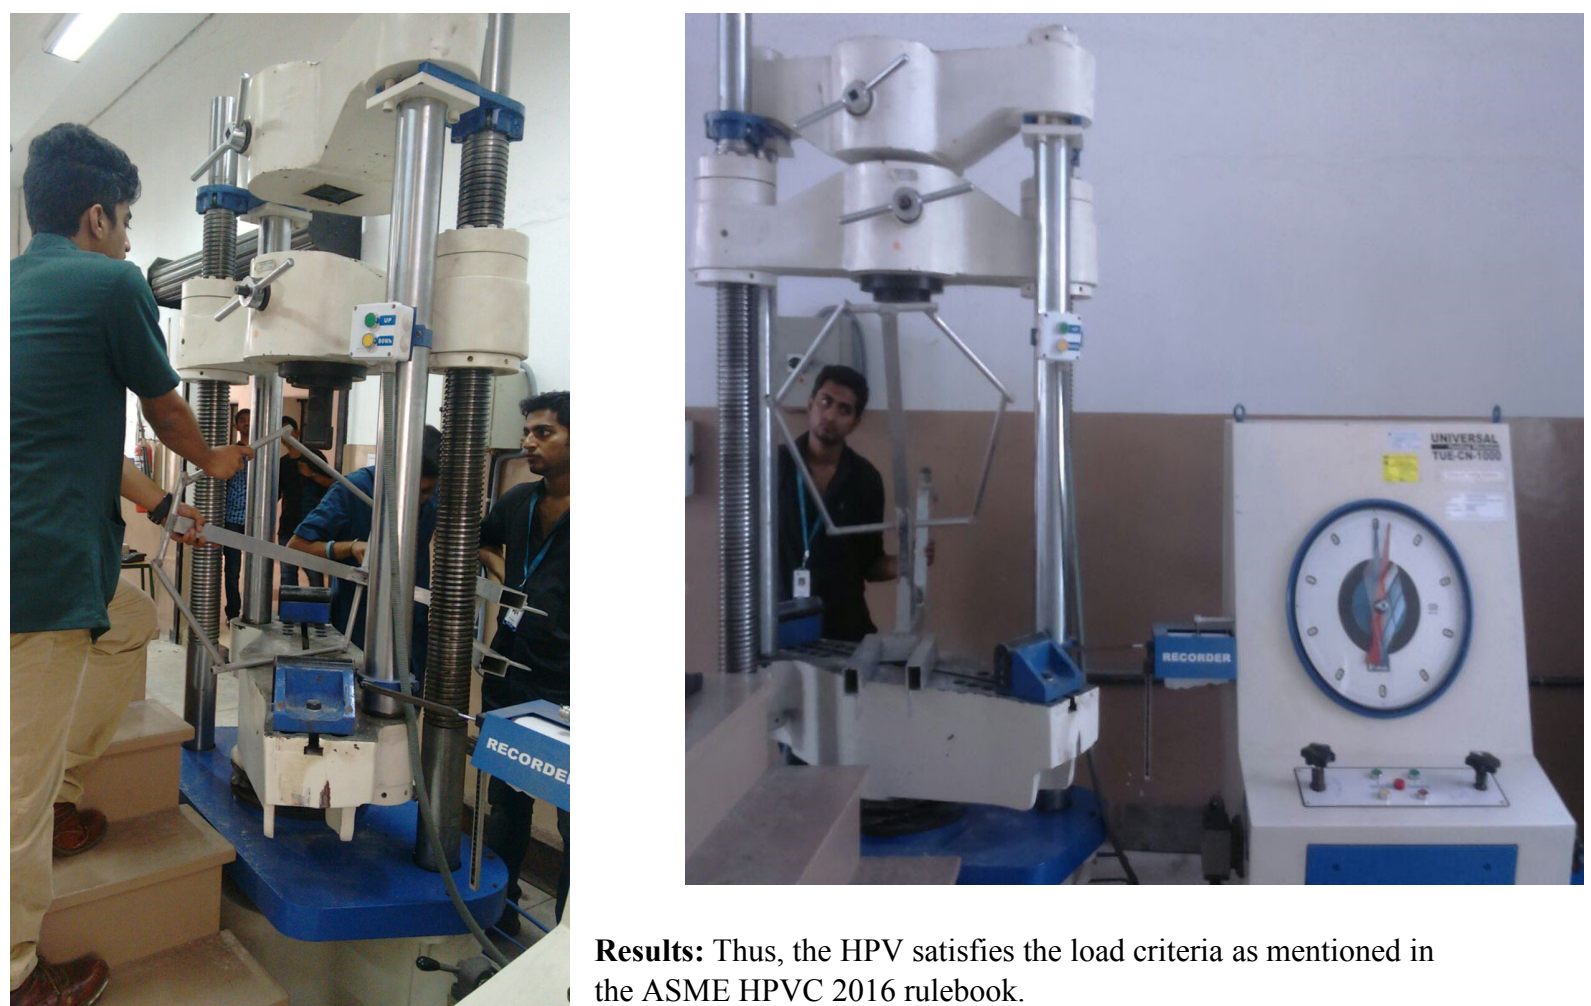 UP
DOWN
RECORDE
UNIVERSAL
TUE-CN-1000
RECORDER
Results: Thus, the HPV satisfies the load criteria as mentioned in
the ASME HPVC 2016 rulebook.